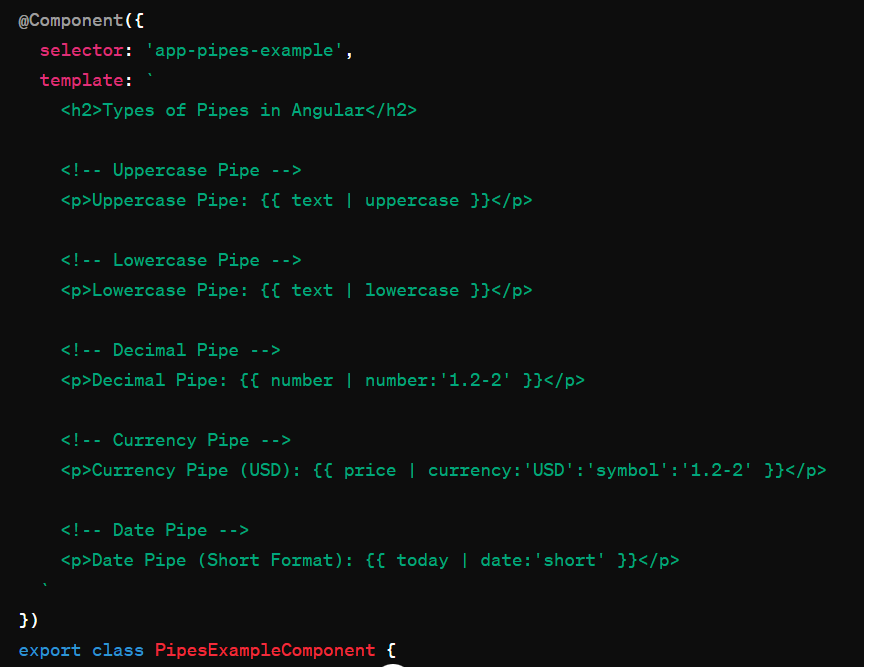 @Component({
  selector: 'app-pipes-example',
  template: `
    <h2>Types of Pipes in Angular</h2>

    <!-- Uppercase Pipe -->
    <p>Uppercase Pipe: {{ text | uppercase }}</p>

    <!-- Lowercase Pipe -->
    <p>Lowercase Pipe: {{ text | lowercase }}</p>

    <!-- Decimal Pipe -->
    <p>Decimal Pipe: {{ number | number:'1.2-2' }}</p>

    <!-- Currency Pipe -->
    <p>Currency Pipe (USD): {{ price | currency:'USD':'symbol':'1.2-2' }}</p>

    <!-- Date Pipe -->
    <p>Date Pipe (Short Format): {{ today | date:'short' }}</p>
  `
})
export class PipesExampleComponent {